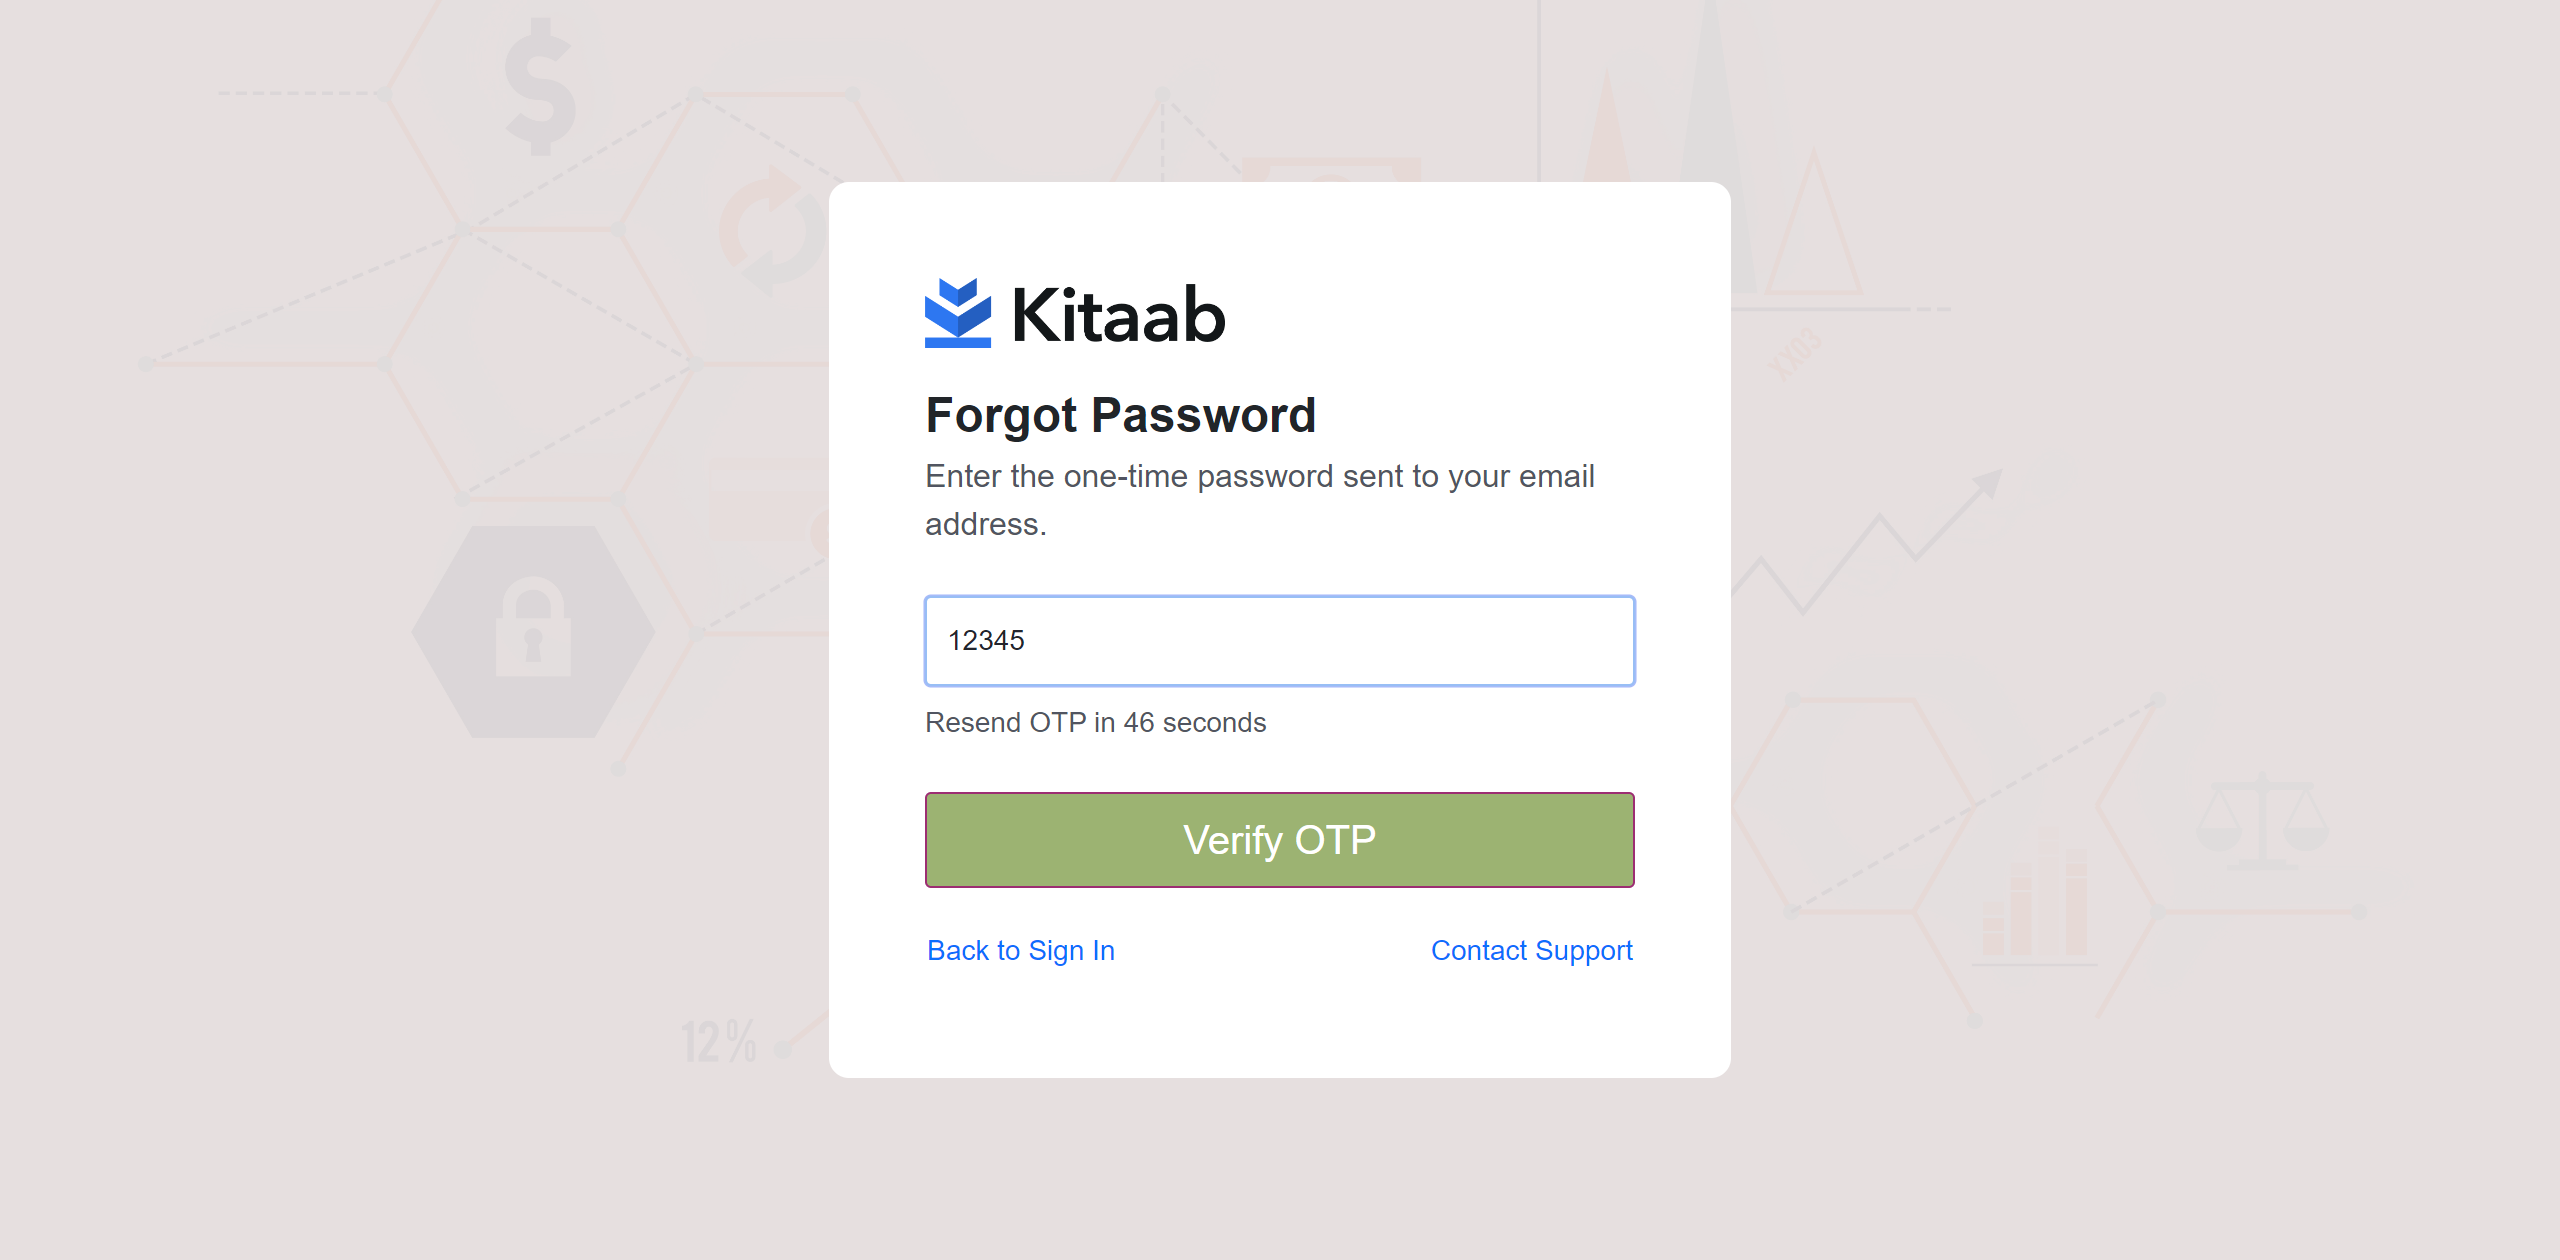 Kitaab
Forgot Password
Enter the one-time password sent to your email
address.
12345
Resend OTP in 46 seconds
Verify OTP
Back to Sign In
Contact Support
XXD3
12%